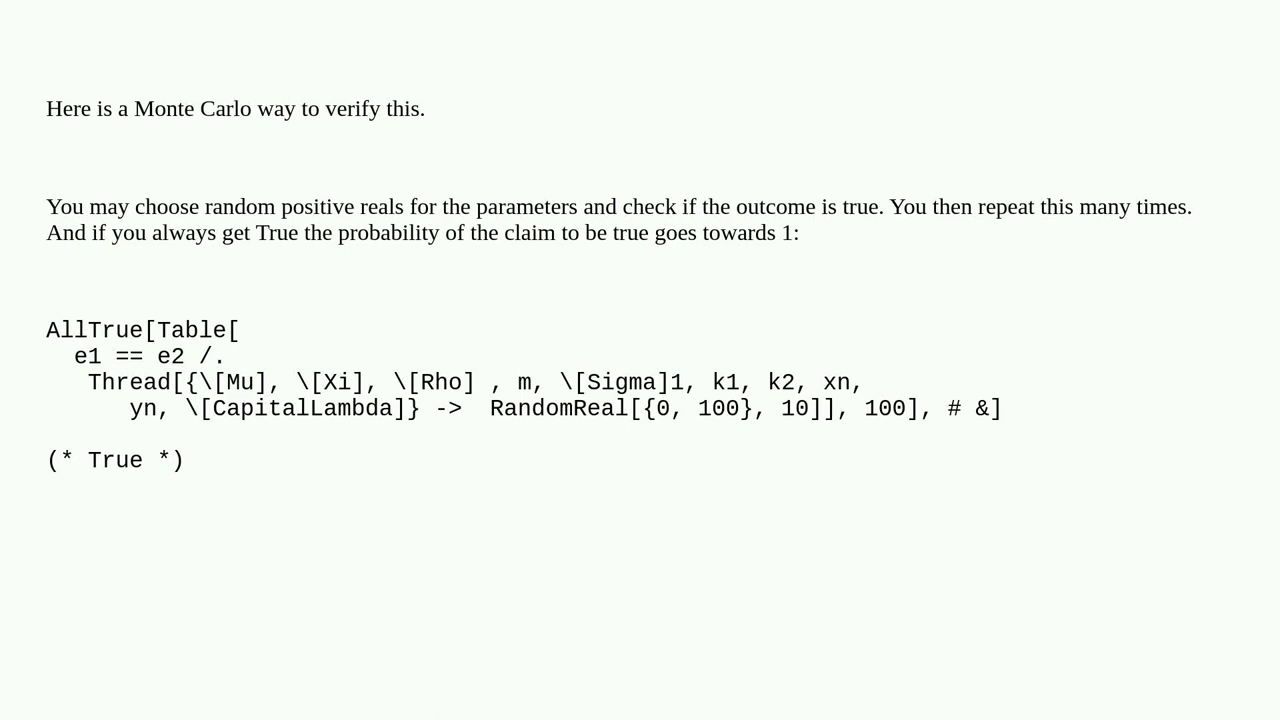 Here is a Monte Carlo way to verify this.
You may choose random positive reals for the parameters and check if the outcome is true. You then repeat this many times.
And if you always get True the probability of the claim to be true goes towards 1:
AllTrue[Table[
  e1 == e2 /.
   Thread[{\[Mu], \[Xi], \[Rho] , m, \[Sigma]1, k1, k2, xn,
      yn, \[CapitalLambda]} ->  RandomReal[{0, 100}, 10]], 100], # &]
(* True *)